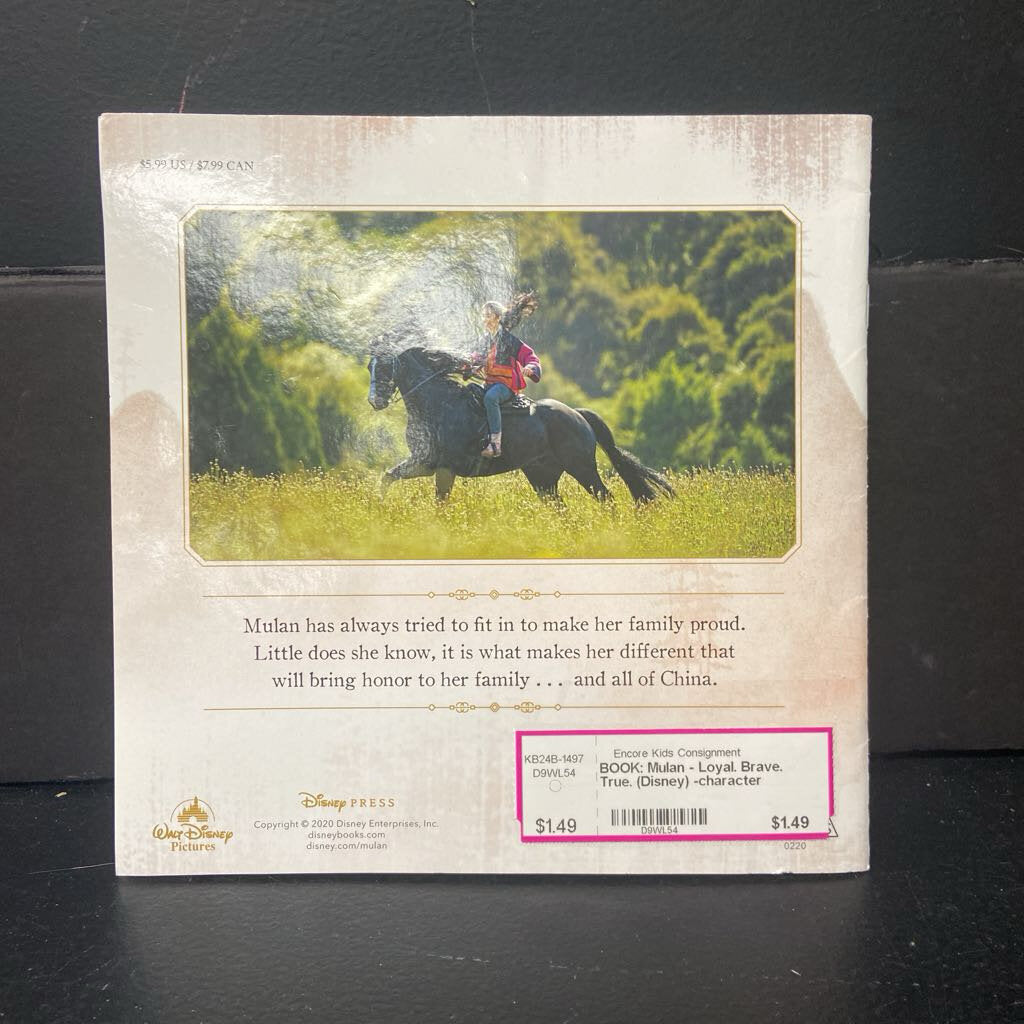 $5.99 US / $7.99 CAN
Mulan has always tried to fit in to make her family proud.
Little does she know, it is what makes her different that
will bring honor to her family . . . and all of China.
WALT DISNEY
Pictures
Disney PRESS
Copyright © 2020 Disney Enterprises, Inc.
disneybooks.com
disney.com/mulan
KB24B-1497
D9WL54
$1.49
Encore Kids Consignment
BOOK: Mulan - Loyal. Brave.
True. (Disney) -character
D9WL54
$1.49
0220